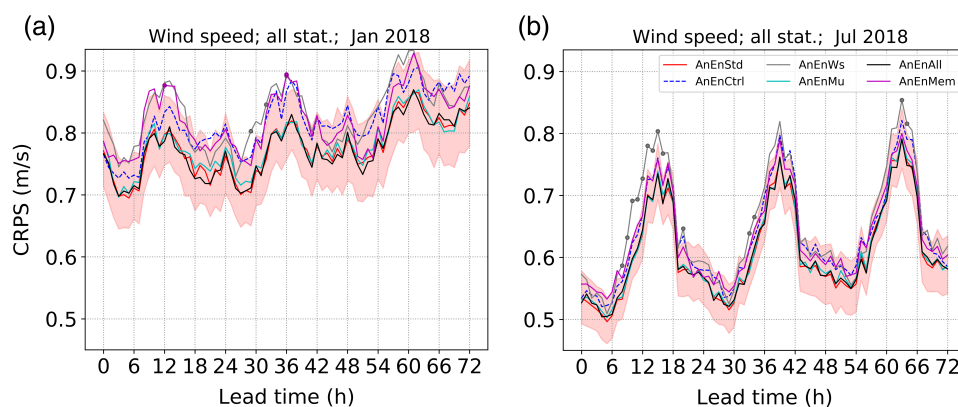 (a)
Wind speed; all stat.; Jan 2018
CRPS (m/s)
0.9
0.8
0.7
0.6
0.5
0 6 12 18 24 30 36 42 48 54 60 66 72
Lead time (h)
(b)
Wind speed; all stat.; Jul 2018
AnEnStd AnEnWs AnEnAll
AnEnCtrl AnEnMu AnEnMem
0.9
0.8
0.7
0.6
0.5
0 6 12 18 24 30 36 42 48 54 60 66 72
Lead time (h)